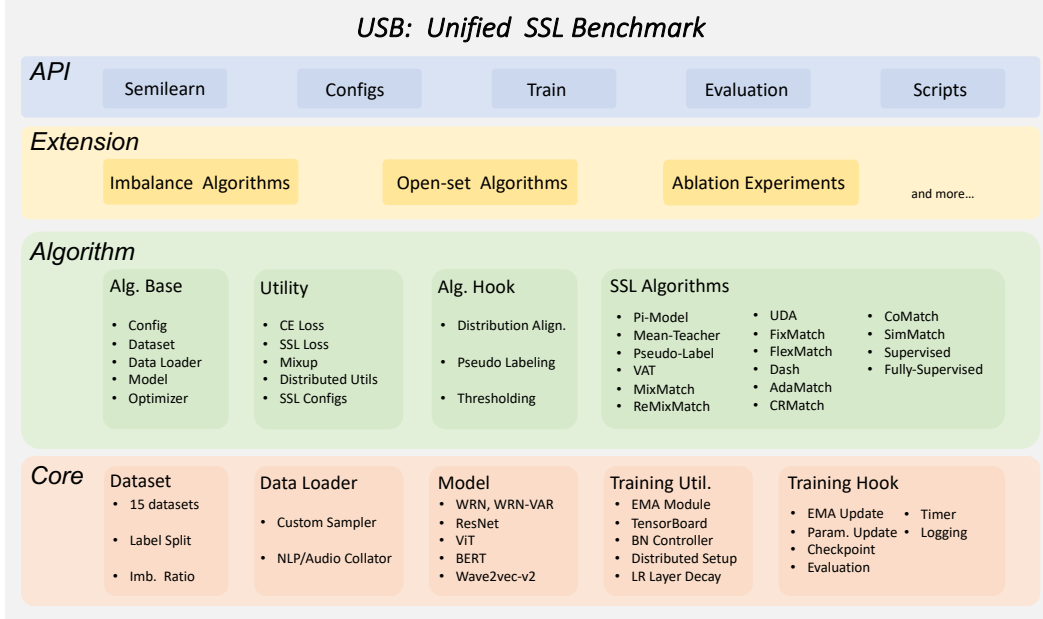 USB: Unified SSL Benchmark
API
Semilearn
Configs
Train
Evaluation
Scripts
Extension
Imbalance Algorithms
Open-set Algorithms
Ablation Experiments
and more...
Algorithm
Alg. Base
• Config
• Dataset
• Data Loader
• Model
• Optimizer
Utility
• CE Loss
• SSL Loss
• Mixup
• Distributed Utils
• SSL Configs
Alg. Hook
• Distribution Align.
• Pseudo Labeling
• Thresholding
SSL Algorithms
• Pi-Model
• Mean-Teacher
• Pseudo-Label
• VAT
• MixMatch
• ReMixMatch
• UDA
• FixMatch
• FlexMatch
• Dash
• AdaMatch
• CRMatch
• CoMatch
• SimMatch
• Supervised
• Fully-Supervised
Core
Dataset
• 15 datasets
• Label Split
• Imb. Ratio
Data Loader
• Custom Sampler
• NLP/Audio Collator
Model
• WRN, WRN-VAR
• ResNet
• ViT
• BERT
• Wave2vec-v2
Training Util.
• EMA Module
• TensorBoard
• BN Controller
• Distributed Setup
• LR Layer Decay
Training Hook
• EMA Update
• Param. Update
• Checkpoint
• Evaluation
• Timer
• Logging